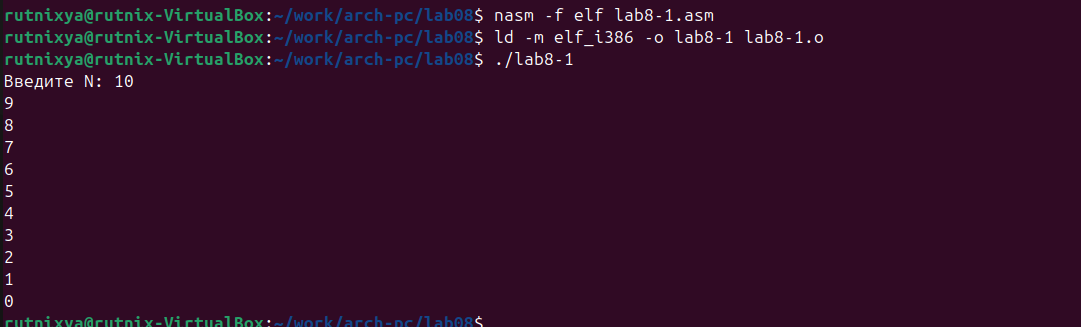 rutnixya@rutnix-VirtualBox:~/work/arch-pc/lab08$ nasm -f elf lab8-1.asm
rutnixya@rutnix-VirtualBox:~/work/arch-pc/lab08$ ld -m elf_i386 -o lab8-1 lab8-1.o
rutnixya@rutnix-VirtualBox:~/work/arch-pc/lab08$ ./lab8-1
Введите N: 10
9
8
7
6
5
4
3
2
1
0
rutnixya@rutnix-VirtualBox:~/work/arch-pc/lab08$